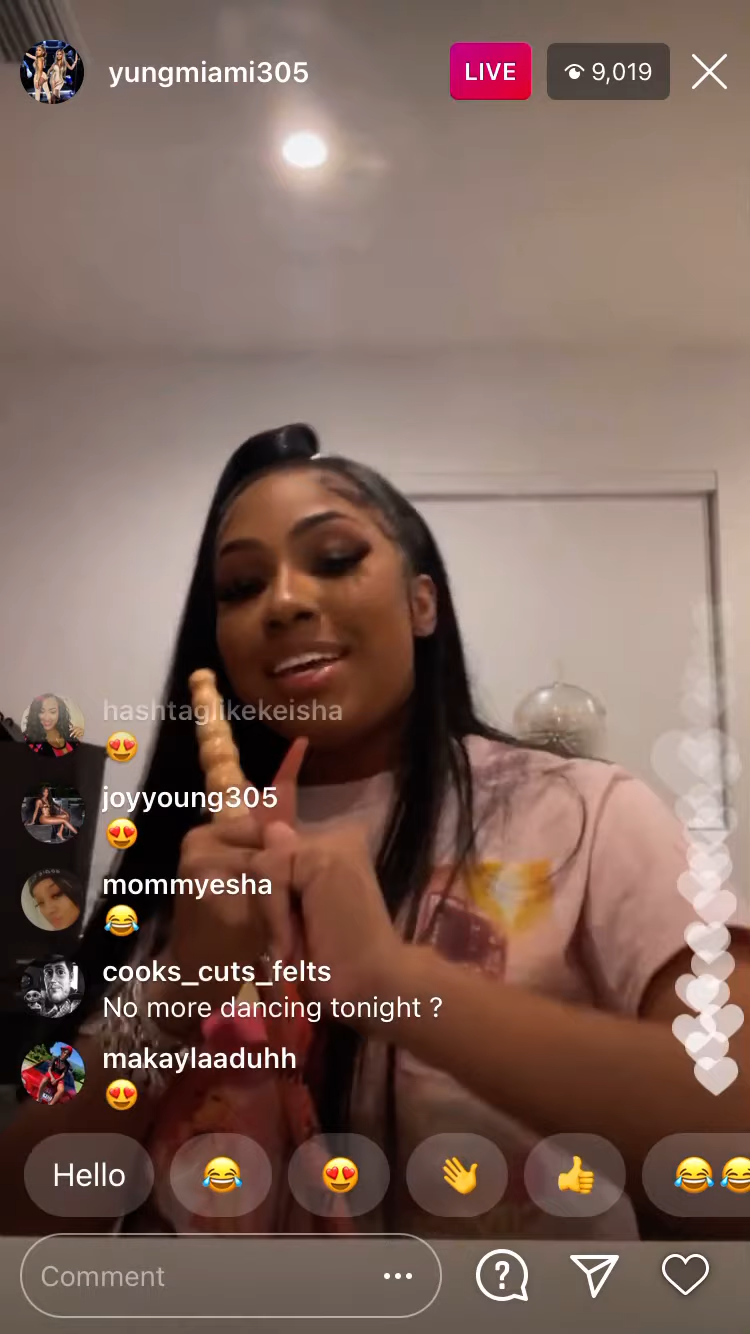 yungmiami305
LIVE
9,019
hashtaglikekeisha
😍
joyyoung305
😍
mommyesha
😂
cooks_cuts_felts
No more dancing tonight ?
makaylaaduhh
😍
Hello 😂 😍 👋 👍 😂😂
Comment